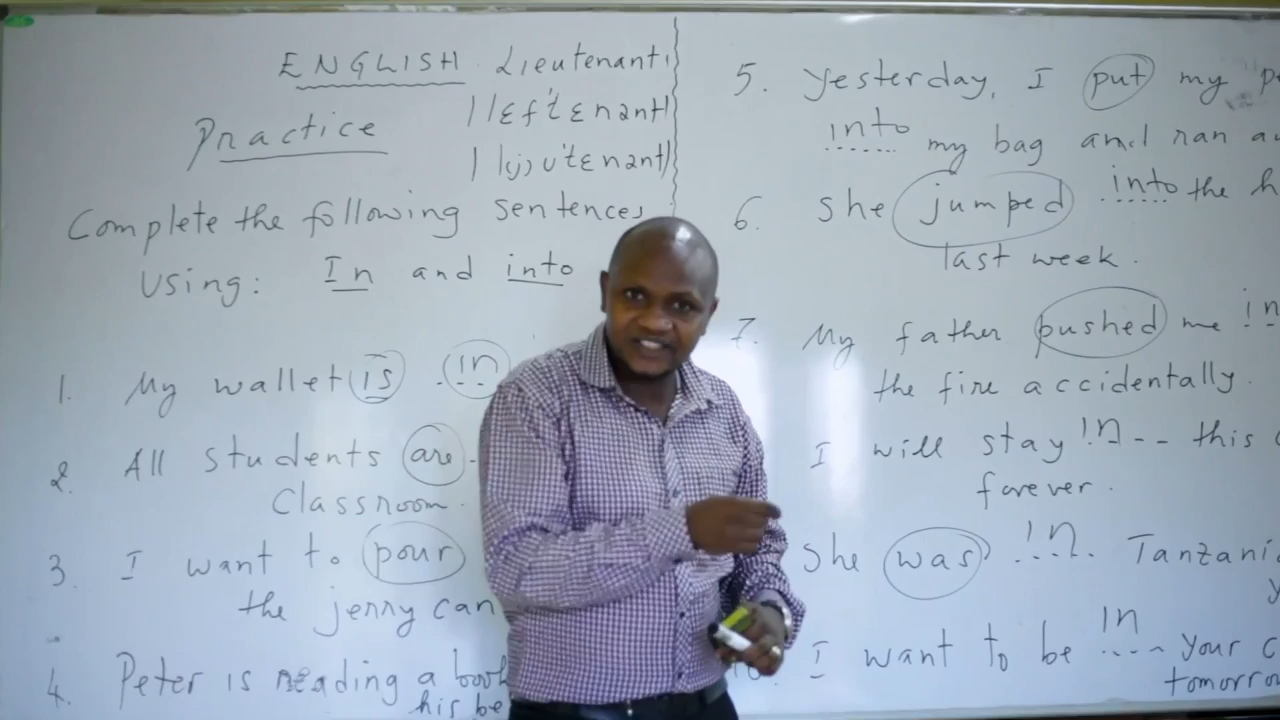 ENGLISH Lieutenant
Practice |lɛf'tɛnant|
|lj,u'tɛnant|
Complete the following sentences
Using: In and into
1. My wallet is in
2. All students are
Classroom.
3. I want to pour
the jerry can
4. Peter is reading a book
his
5. Yesterday, I put my
into my bag and ran
6. She jumped into the
last week.
7. My father pushed me
the fire accidentally.
I will stay in -- this
forever.
She was in Tanzani
I want to be in your
tomorro